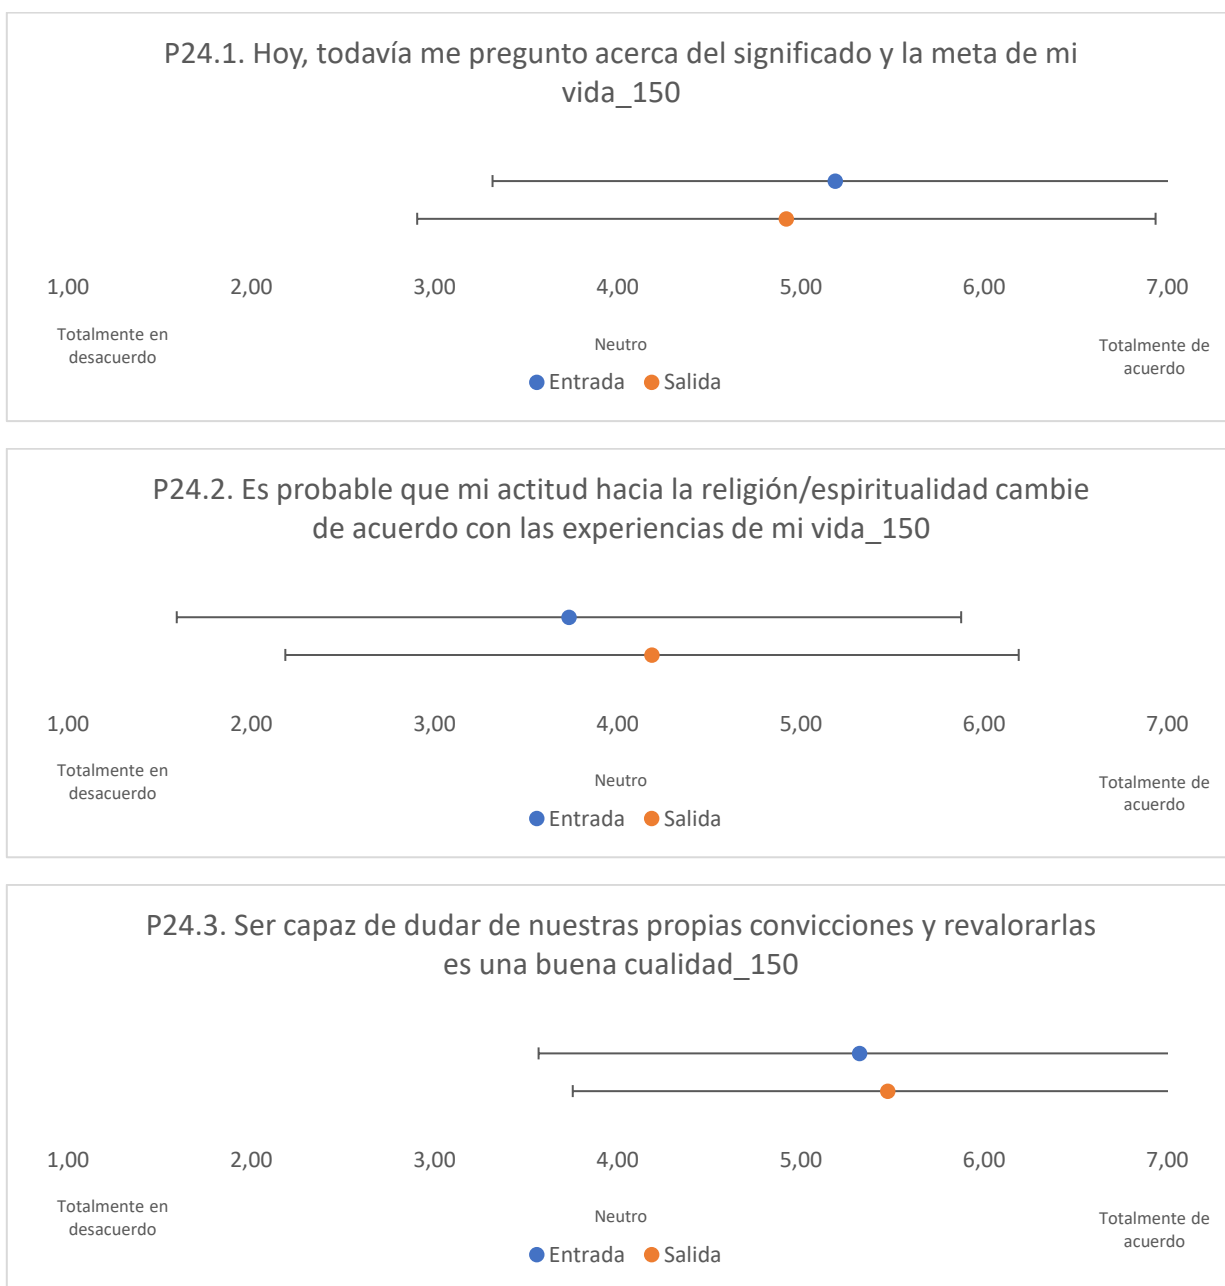 P24.1. Hoy, todavía me pregunto acerca del significado y la meta de mi
vida_150
1,00 2,00 3,00 4,00 5,00 6,00 7,00
Totalmente en
desacuerdo
Neutro
Totalmente de
acuerdo
Entrada Salida
P24.2. Es probable que mi actitud hacia la religión/espiritualidad cambie
de acuerdo con las experiencias de mi vida_150
1,00 2,00 3,00 4,00 5,00 6,00 7,00
Totalmente en
desacuerdo
Neutro
Totalmente de
acuerdo
Entrada Salida
P24.3. Ser capaz de dudar de nuestras propias convicciones y revalorarlas
es una buena cualidad_150
1,00 2,00 3,00 4,00 5,00 6,00 7,00
Totalmente en
desacuerdo
Neutro
Totalmente de
acuerdo
Entrada Salida